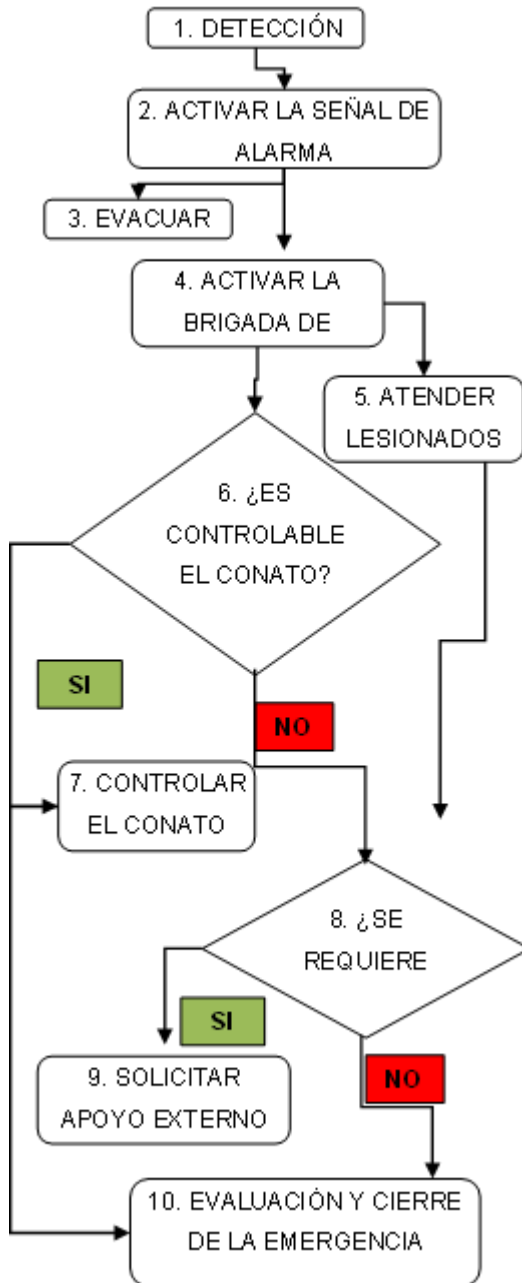 1. DETECCIÓN
2. ACTIVAR LA SEÑAL DE
ALARMA
3. EVACUAR
4. ACTIVAR LA
BRIGADA DE
5. ATENDER
LESIONADOS
6. ¿ES
CONTROLABLE
EL CONATO?
SI
NO
7. CONTROLAR
EL CONATO
8. ¿SE
REQUIERE
SI
9. SOLICITAR
APOYO EXTERNO
NO
10. EVALUACIÓN Y CIERRE
DE LA EMERGENCIA